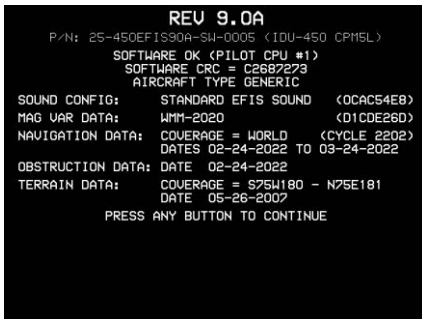 REV 9.0A
P/N: 25-450EFIS90A-SW-0005 (IDU-450 CPM5L)
SOFTWARE OK (PILOT CPU #1)
SOFTWARE CRC = C2687273
AIRCRAFT TYPE GENERIC
SOUND CONFIG: STANDARD EFIS SOUND (0CAC54E8)
MAG VAR DATA: WMM-2020 (D1CDE26D)
NAVIGATION DATA: COVERAGE = WORLD (CYCLE 2202)
DATES 02-24-2022 TO 03-24-2022
OBSTRUCTION DATA: DATE 02-24-2022
TERRAIN DATA: COVERAGE = S75W180 - N75E181
DATE 05-26-2007
PRESS ANY BUTTON TO CONTINUE